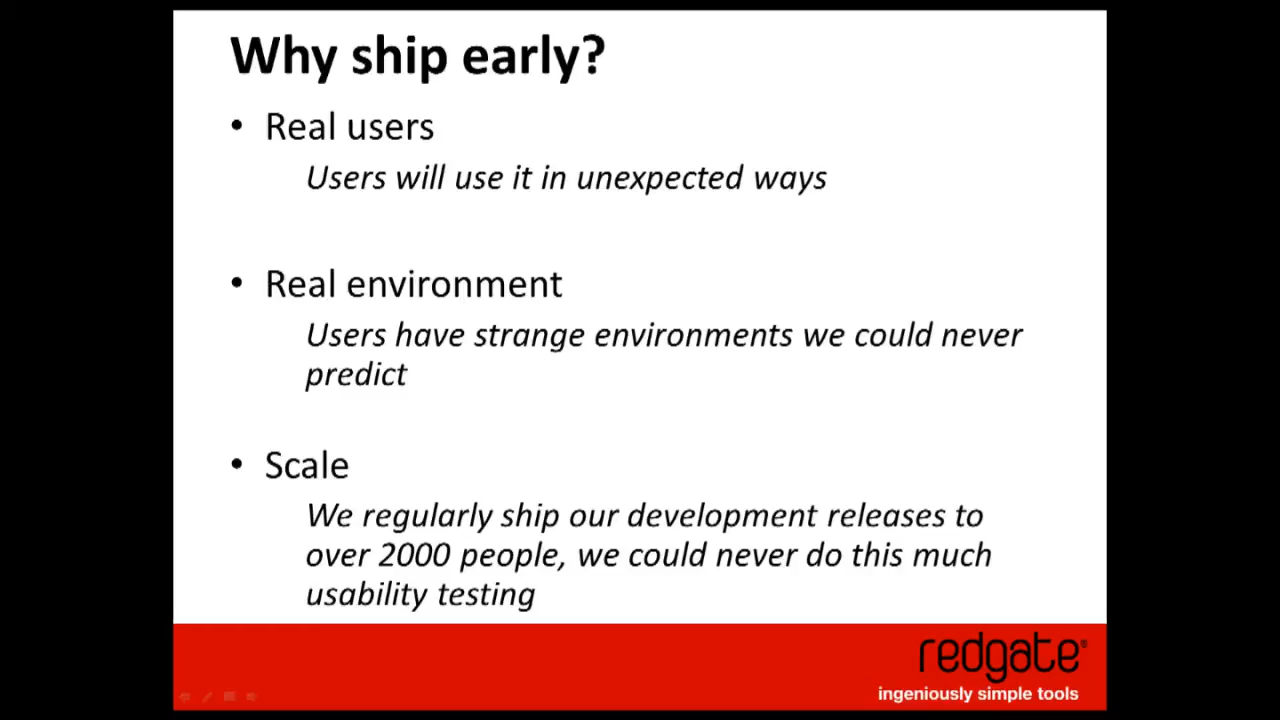 Why ship early?
• Real users
Users will use it in unexpected ways
• Real environment
Users have strange environments we could never
predict
• Scale
We regularly ship our development releases to
over 2000 people, we could never do this much
usability testing
redgate®
ingeniously simple tools